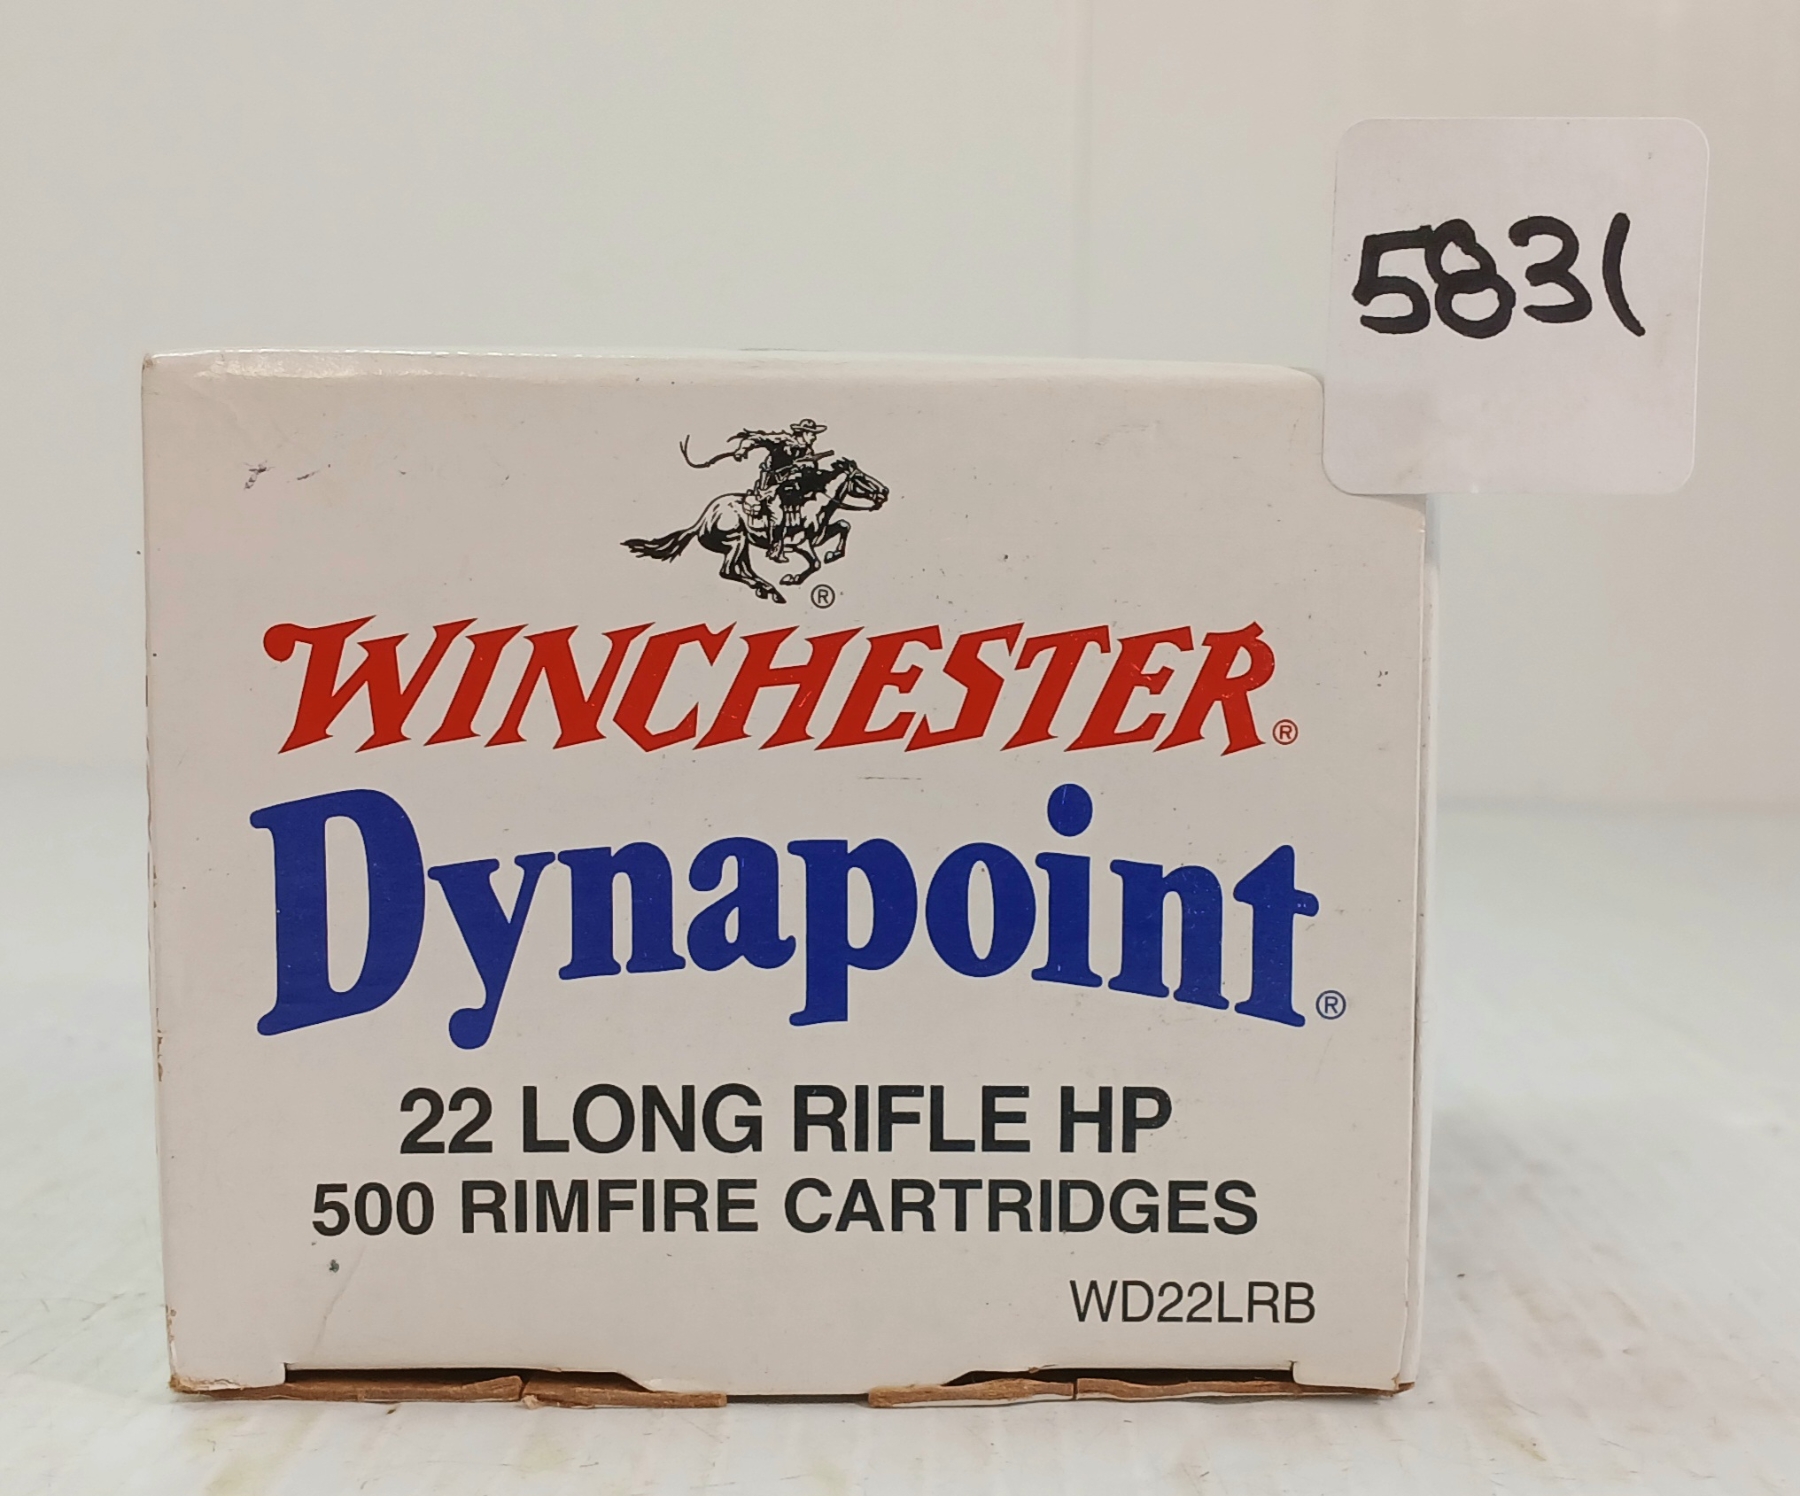 5831
®
WINCHESTER®
Dynapoint®
22 LONG RIFLE HP
500 RIMFIRE CARTRIDGES
WD22LRB